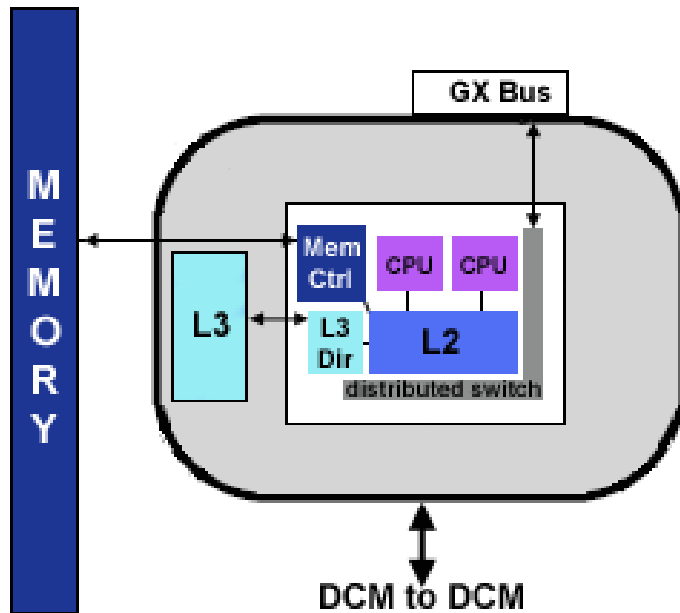 GX Bus
M
E
M
O
R
Y
Mem
Ctrl
CPU
CPU
L3
L3
Dir
L2
distributed switch
DCM to DCM